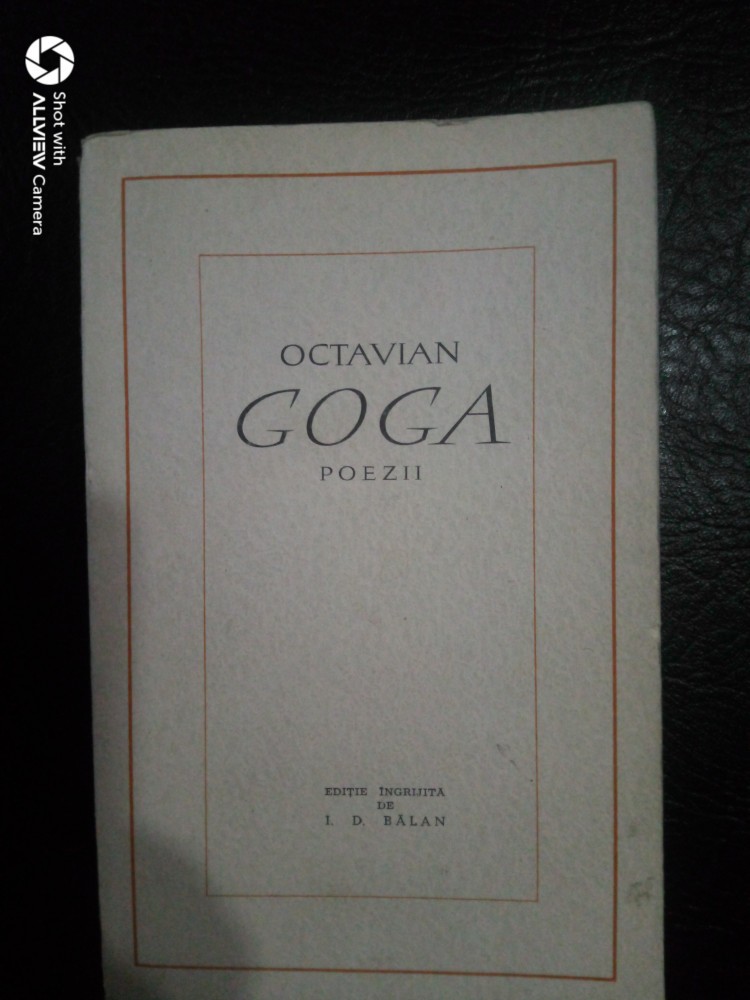 Shot with
ALLVIEW Camera
OCTAVIAN
GOGA
POEZII
EDIȚIE ÎNGRIJITĂ
DE
I. D. BĂLAN